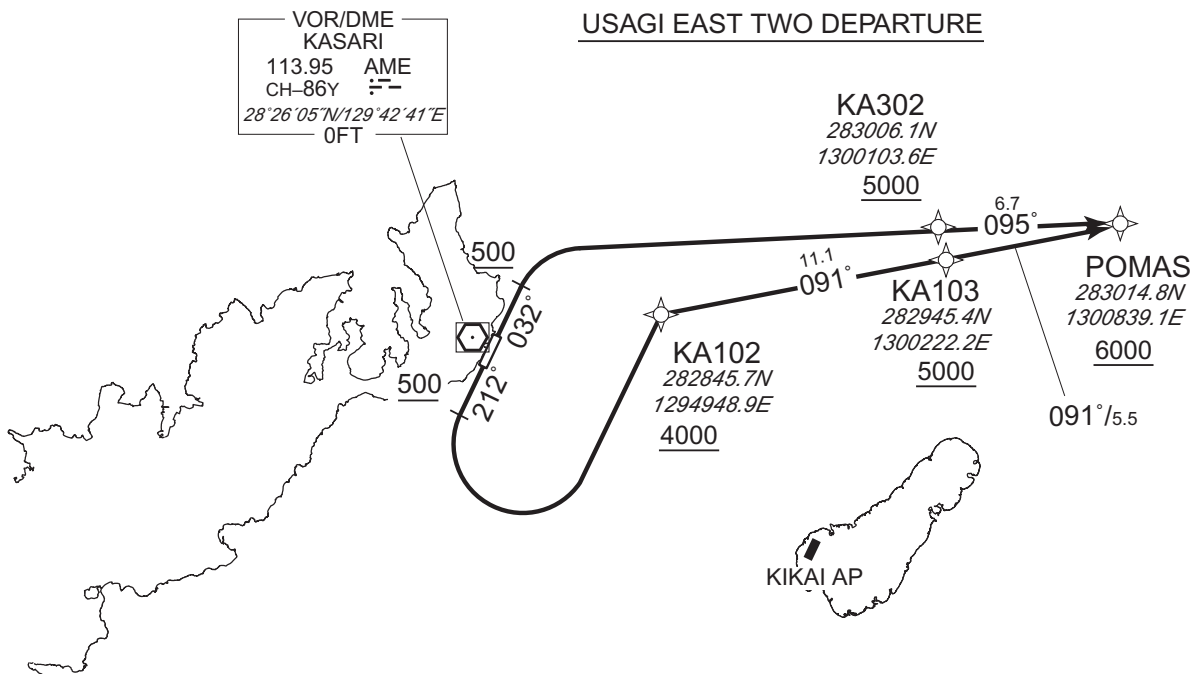 USAGI EAST TWO DEPARTURE
VOR/DME
KASARI
113.95 AME
CH–86Y
28°26´05˝N/129°42´41˝E
0FT
KA302
283006.1N
1300103.6E
5000
6.7
095°
500
032°
11.1
091°
POMAS
283014.8N
1300839.1E
6000
KA103
282945.4N
1300222.2E
5000
KA102
282845.7N
1294948.9E
4000
500
212°
091°/5.5
KIKAI AP